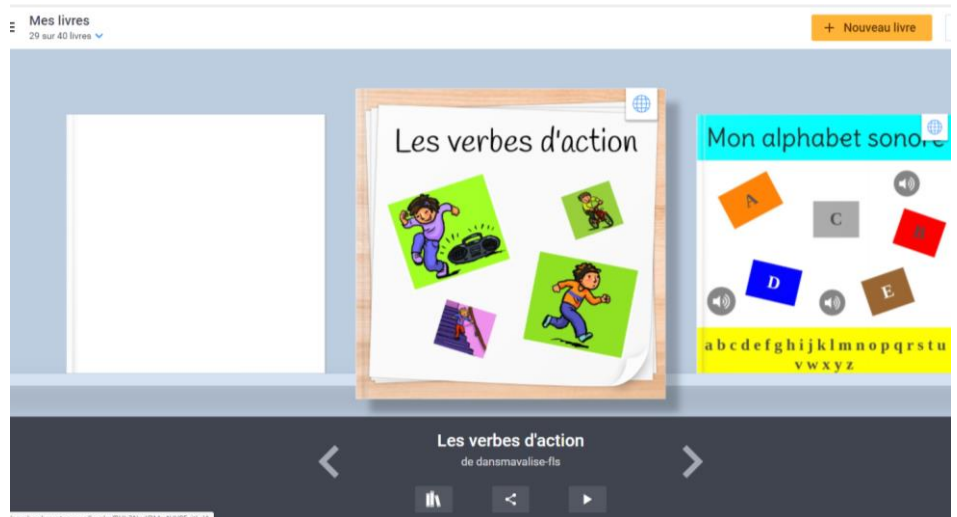 Mes livres
29 sur 40 livres
+ Nouveau livre
Les verbes d'action
Mon alphabet sonore
A
C
B
D
E
a b c d e f g h i j k l m n o p q r s t u
v w x y z
Les verbes d'action
de dansmavalise-fls